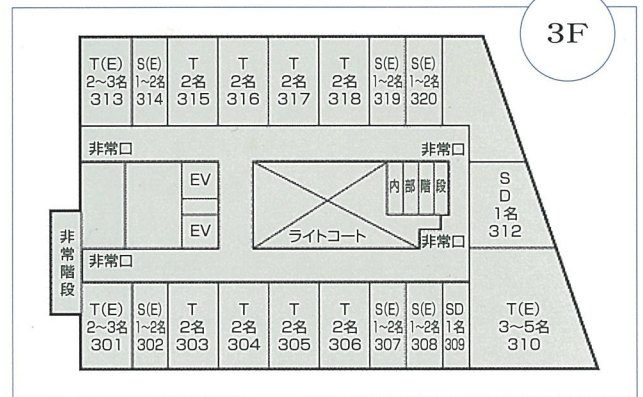 3F
T(E)
2〜3名
313
S(E)
1〜2名
314
T
2名
315
T
2名
316
T
2名
317
T
2名
318
S(E)
1〜2名
319
S(E)
1〜2名
320
非常口
非常口
EV
EV
内部階段
ライトコート
S
D
1名
312
非常階段
非常口
非常口
T(E)
2〜3名
301
S(E)
1〜2名
302
T
2名
303
T
2名
304
T
2名
305
T
2名
306
S(E)
1〜2名
307
S(E)
1〜2名
308
SD
1名
309
T(E)
3〜5名
310